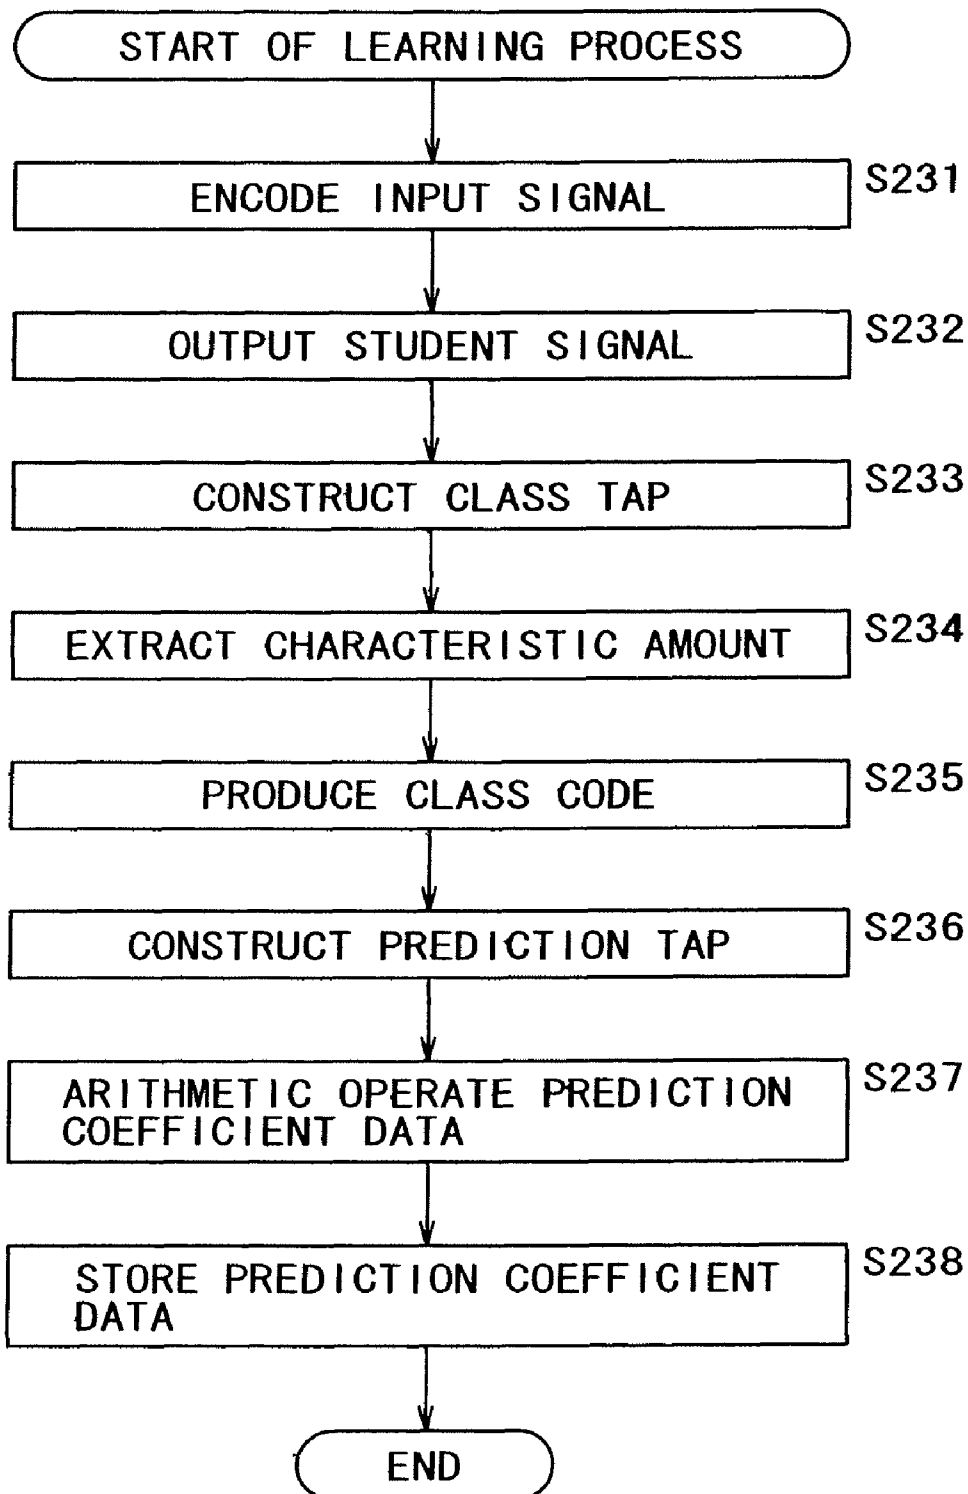 START OF LEARNING PROCESS
ENCODE INPUT SIGNAL
S231
OUTPUT STUDENT SIGNAL
S232
CONSTRUCT CLASS TAP
S233
EXTRACT CHARACTERISTIC AMOUNT
S234
PRODUCE CLASS CODE
S235
CONSTRUCT PREDICTION TAP
S236
ARITHMETIC OPERATE PREDICTION
COEFFICIENT DATA
S237
STORE PREDICTION COEFFICIENT
DATA
S238
END